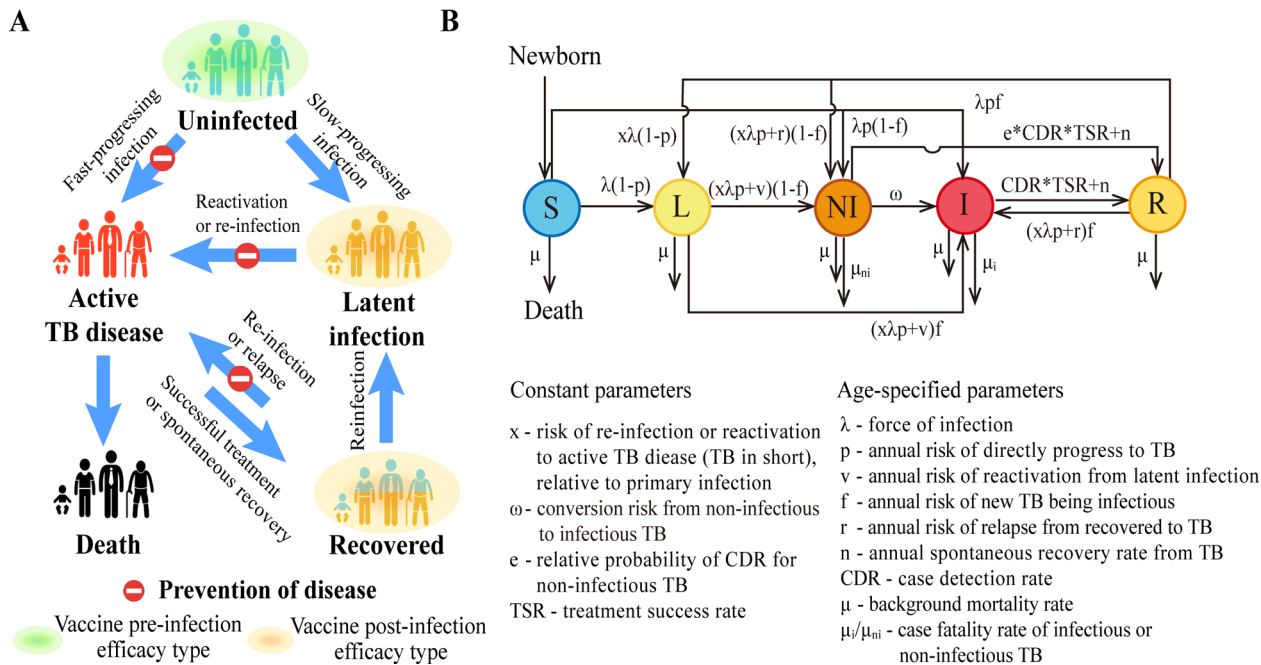 A
Uninfected
Fast-progressing
infection
Slow-progressing
infection
Reactivation
or re-infection
Active
TB disease
Latent
infection
Re-infection
or relapse
Successful treatment
or spontaneous recovery
Reinfection
Death
Recovered
Prevention of disease
Vaccine pre-infection
efficacy type
Vaccine post-infection
efficacy type
B
Newborn
λpf
xλ(1-p)
(xλp+r)(1-f)
λp(1-f)
e*CDR*TSR+n
S
λ(1-p)
L
(xλp+v)(1-f)
NI
ω
I
CDR*TSR+n
R
(xλp+r)f
μ
μ
μ
μni
μ
μi
μ
Death
(xλp+v)f
Constant parameters
x - risk of re-infection or reactivation
to active TB diease (TB in short),
relative to primary infection
ω- conversion risk from non-infectious
to infectious TB
e - relative probability of CDR for
non-infectious TB
TSR - treatment success rate
Age-specified parameters
λ - force of infection
p - annual risk of directly progress to TB
v - annual risk of reactivation from latent infection
f - annual risk of new TB being infectious
r - annual risk of relapse from recovered to TB
n - annual spontaneous recovery rate from TB
CDR - case detection rate
μ - background mortality rate
μi/μni - case fatality rate of infectious or
non-infectious TB